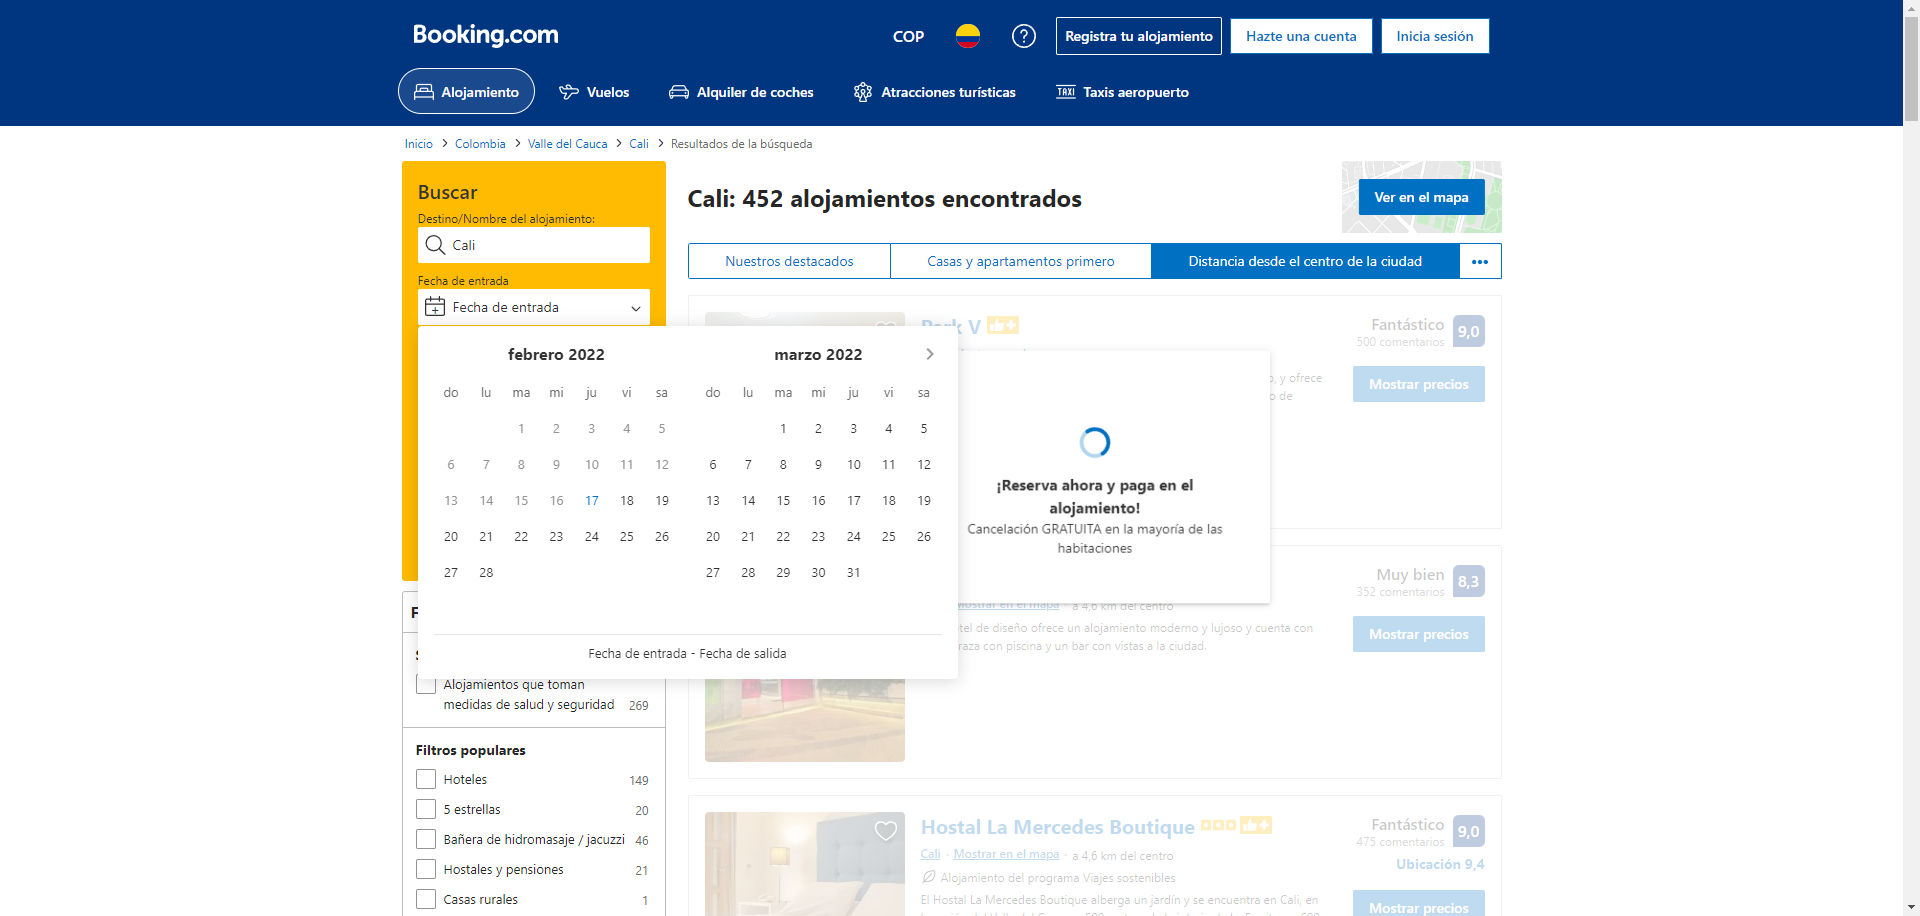 Booking.com
COP
Registra tu alojamiento
Hazte una cuenta
Inicia sesión
Alojamiento
Vuelos
Alquiler de coches
Atracciones turísticas
TAXI
Taxis aeropuerto
Inicio > Colombia > Valle del Cauca > Cali > Resultados de la búsqueda
Buscar
Destino/Nombre del alojamiento:
Cali
Fecha de entrada
Fecha de entrada
febrero 2022
do lu ma mi ju vi sa
1 2 3 4 5
6 7 8 9 10 11 12
13 14 15 16 17 18 19
20 21 22 23 24 25 26
27 28
marzo 2022
do lu ma mi ju vi sa
1 2 3 4 5
6 7 8 9 10 11 12
13 14 15 16 17 18 19
20 21 22 23 24 25 26
27 28 29 30 31
Fecha de entrada - Fecha de salida
Alojamientos que toman
medidas de salud y seguridad 269
Filtros populares
Hoteles 149
5 estrellas 20
Bañera de hidromasaje / jacuzzi 46
Hostales y pensiones 21
Casas rurales 1
Cali: 452 alojamientos encontrados
Ver en el mapa
Nuestros destacados
Casas y apartamentos primero
Distancia desde el centro de la ciudad
Park V
Fantástico 9,0
500 comentarios
y ofrece
de
Mostrar precios
¡Reserva ahora y paga en el
alojamiento!
Cancelación GRATUITA en la mayoría de las
habitaciones
Muy bien 8,3
352 comentarios
Mostrar en el mapa · a 4,6 km del centro
de diseño ofrece un alojamiento moderno y lujoso y cuenta con
con piscina y un bar con vistas a la ciudad.
Mostrar precios
Hostal La Mercedes Boutique
Cali · Mostrar en el mapa · a 4,6 km del centro
Alojamiento del programa Viajes sostenibles
El Hostal La Mercedes Boutique alberga un jardín y se encuentra en Cali, en
Fantástico 9,0
475 comentarios
Ubicación 9,4
Mostrar precios